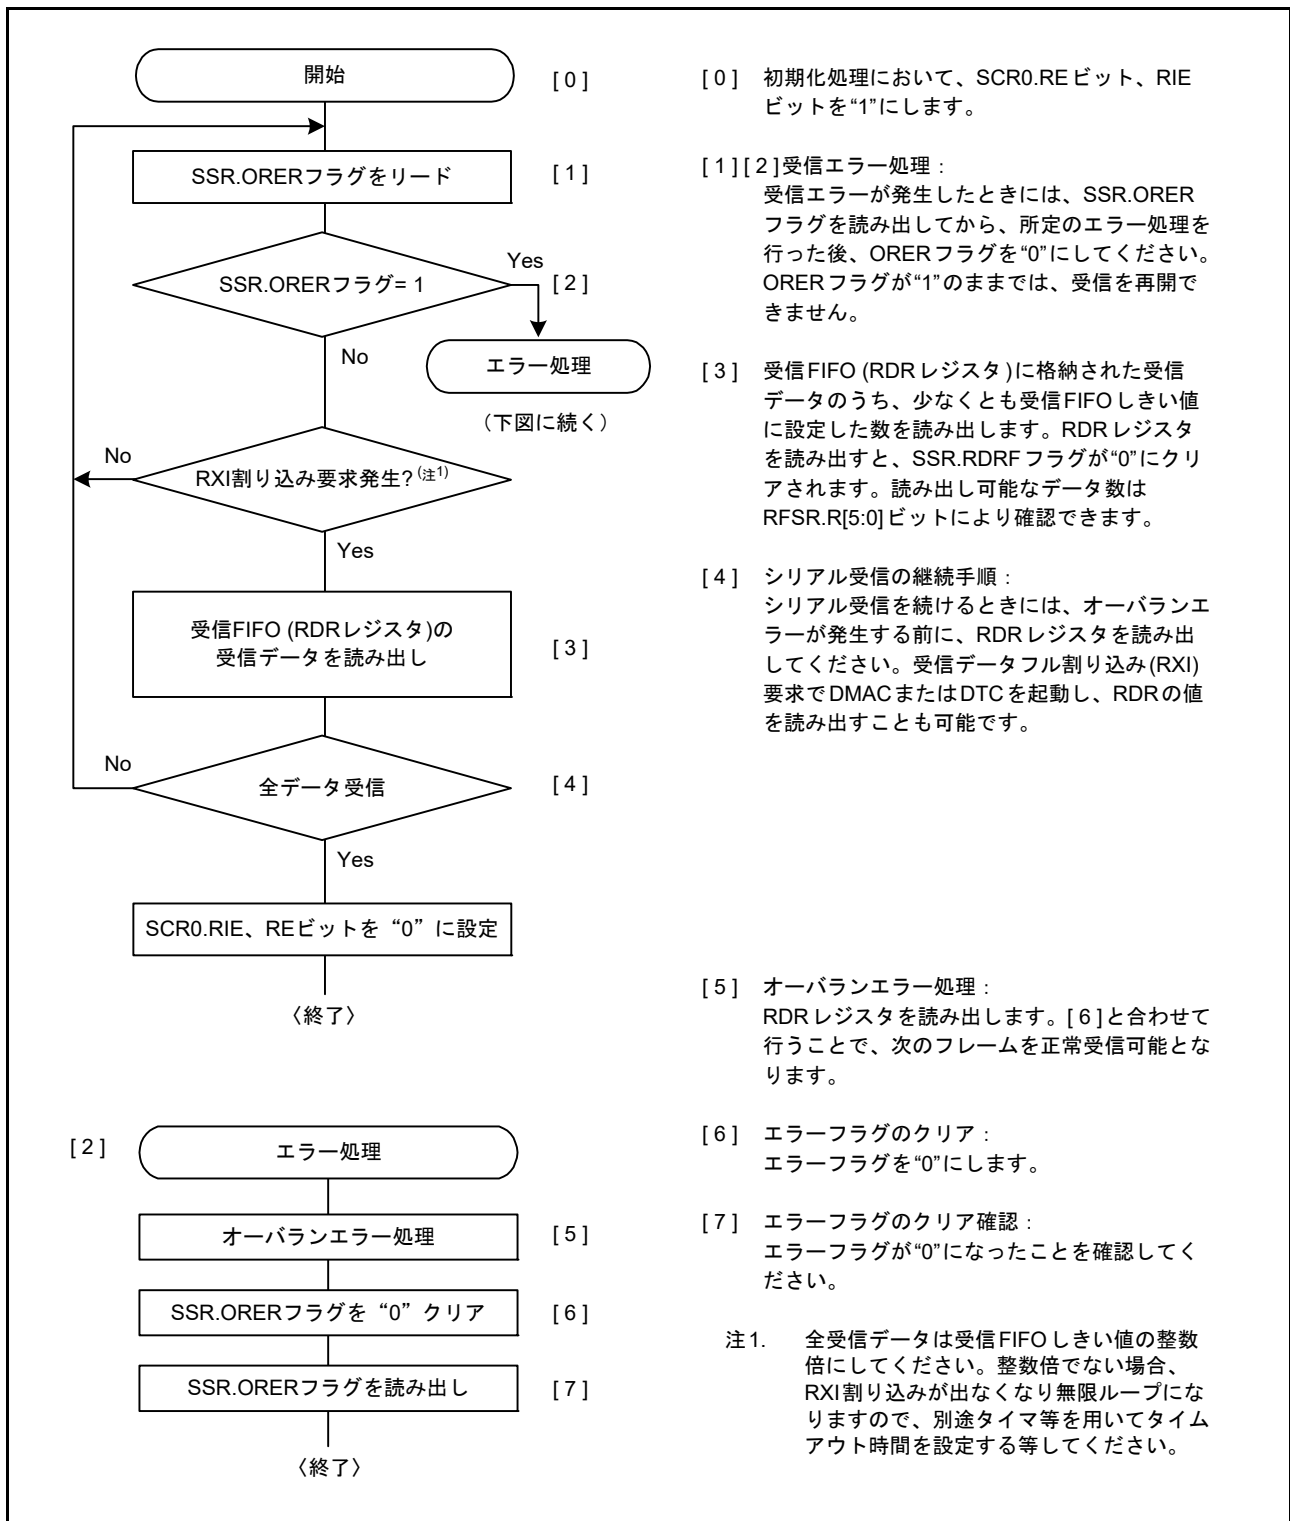 開始
[ 0 ]
SSR.ORERフラグをリード
[ 1 ]
SSR.ORERフラグ= 1
Yes
[ 2 ]
No
エラー処理
(下図に続く)
No
RXI割り込み要求発生?(注1)
Yes
受信FIFO (RDRレジスタ)の
受信データを読み出し
[ 3 ]
No
全データ受信
[ 4 ]
Yes
SCR0.RIE、REビットを “0” に設定
〈終了〉
[ 2 ]
エラー処理
オーバランエラー処理
[ 5 ]
SSR.ORERフラグを “0” クリア
[ 6 ]
SSR.ORERフラグを読み出し
[ 7 ]
〈終了〉
[ 0 ] 初期化処理において、SCR0.REビット、RIE
ビットを“1”にします。
[ 1 ] [ 2 ]受信エラー処理：
受信エラーが発生したときには、SSR.ORER
フラグを読み出してから、所定のエラー処理を
行った後、ORERフラグを“0”にしてください。
ORERフラグが“1”のままでは、受信を再開で
きません。
[ 3 ] 受信FIFO (RDRレジスタ)に格納された受信
データのうち、少なくとも受信FIFOしきい値
に設定した数を読み出します。RDRレジスタ
を読み出すと、SSR.RDRFフラグが“0”にクリ
アされます。読み出し可能なデータ数は
RFSR.R[5:0]ビットにより確認できます。
[ 4 ] シリアル受信の継続手順：
シリアル受信を続けるときには、オーバランエ
ラーが発生する前に、RDRレジスタを読み出
してください。受信データフル割り込み(RXI)
要求でDMACまたはDTCを起動し、RDRの値
を読み出すことも可能です。
[ 5 ] オーバランエラー処理：
RDRレジスタを読み出します。[ 6 ]と合わせて
行うことで、次のフレームを正常受信可能とな
ります。
[ 6 ] エラーフラグのクリア：
エラーフラグを“0”にします。
[ 7 ] エラーフラグのクリア確認：
エラーフラグが“0”になったことを確認してく
ださい。
注1. 全受信データは受信FIFOしきい値の整数
倍にしてください。整数倍でない場合、
RXI割り込みが出なくなり無限ループにな
りますので、別途タイマ等を用いてタイム
アウト時間を設定する等してください。